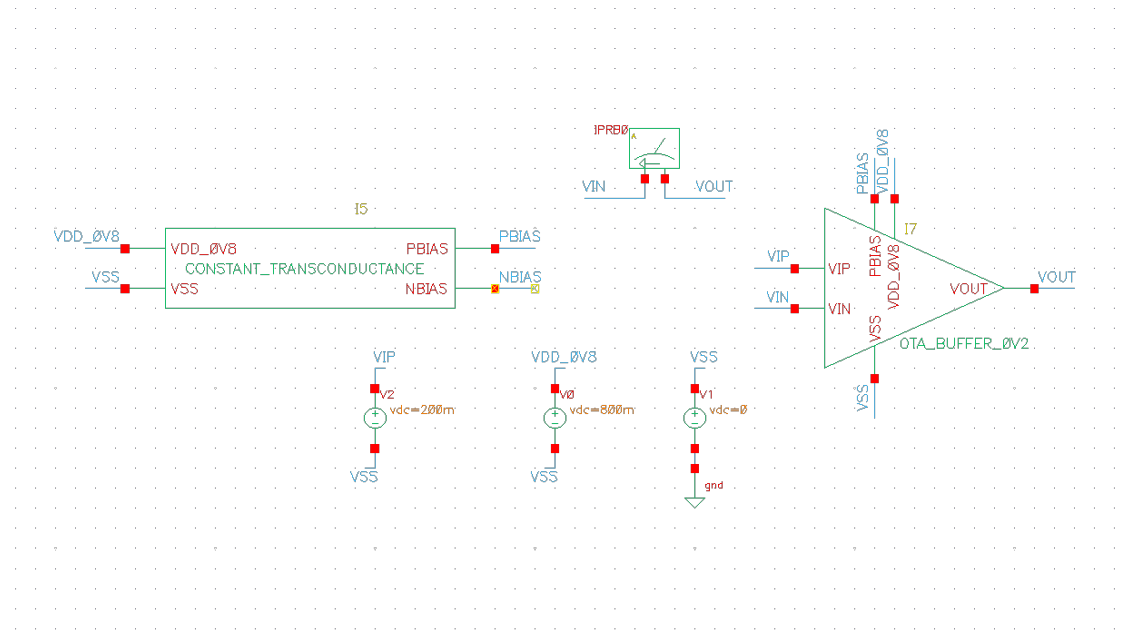 IPRB0
A
VIN
VOUT
PBIAS
VDD_0V8
I5
VDD_0V8
VDD_0V8
PBIAS
PBIAS
CONSTANT_TRANSCONDUCTANCE
VSS
VSS
NBIAS
NBIAS
I7
VIP
VIP
PBIAS
VDD_0V8
VIN
VIN
VSS
VOUT
VOUT
OTA_BUFFER_0V2
VSS
VIP
V2
vdc=200m
VSS
VDD_0V8
V0
vdc=800m
VSS
VSS
V1
vdc=0
gnd